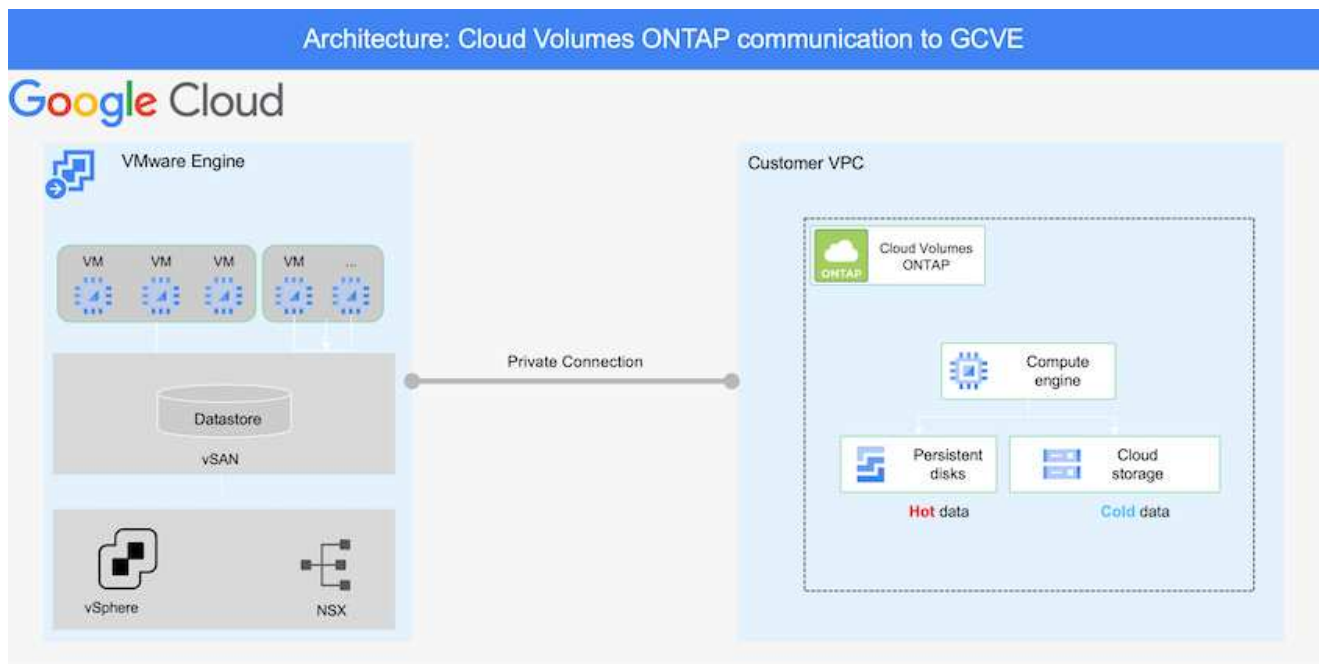 Architecture: Cloud Volumes ONTAP communication to GCVE
Google Cloud
VMware Engine
VM VM VM VM ...
Datastore
vSAN
vSphere
NSX
Private Connection
Customer VPC
ONTAP
Cloud Volumes
ONTAP
Compute
engine
Persistent
disks
Cloud
storage
Hot data
Cold data